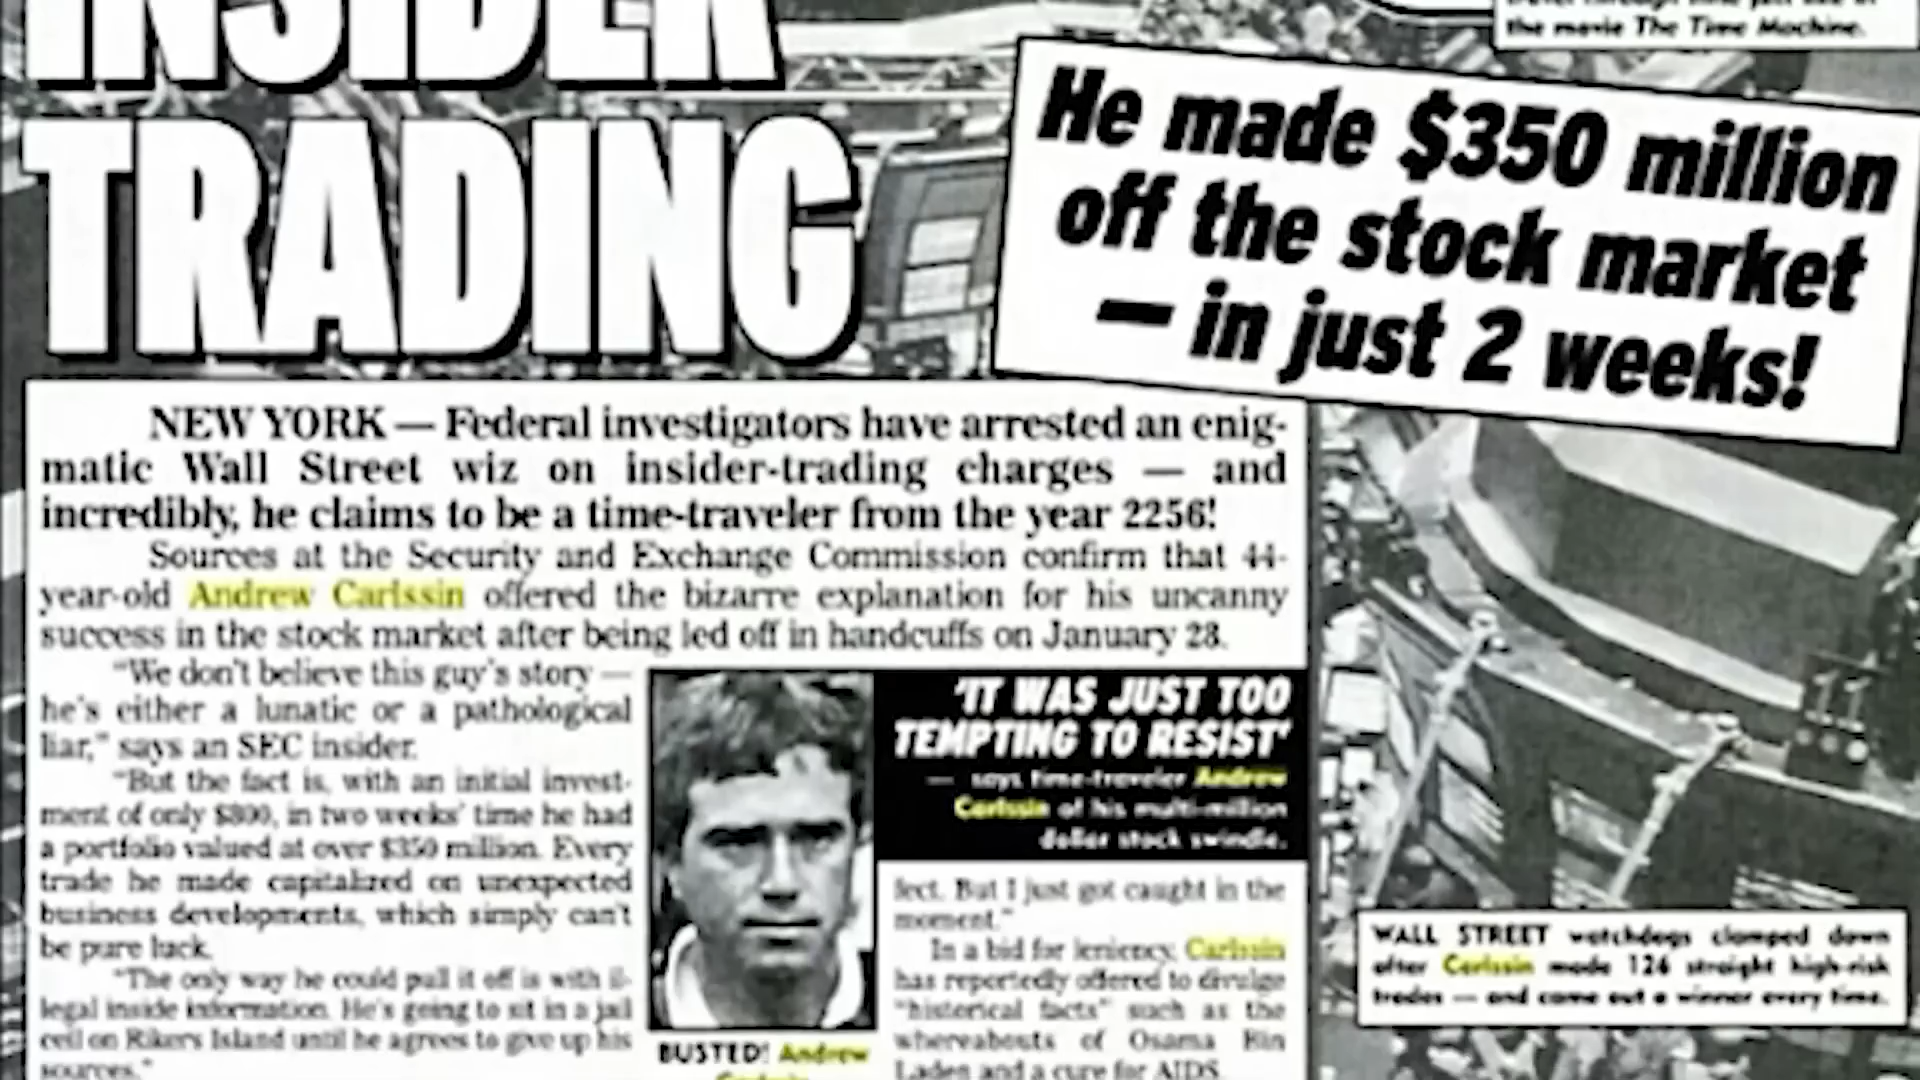 the movie The Time Machine.
INSIDER
TRADING
He made $350 million
off the stock market
— in just 2 weeks!
NEW YORK — Federal investigators have arrested an enig-
matic Wall Street wiz on insider-trading charges — and
incredibly, he claims to be a time-traveler from the year 2256!
Sources at the Security and Exchange Commission confirm that 44-
year-old Andrew Carlssin offered the bizarre explanation for his uncanny
success in the stock market after being led off in handcuffs on January 28.
"We don't believe this guy's story —
he's either a lunatic or a pathological
liar," says an SEC insider.
"But the fact is, with an initial invest-
ment of only $800, in two weeks' time he had
a portfolio valued at over $350 million. Every
trade he made capitalized on unexpected
business developments, which simply can't
be pure luck.
"The only way he could pull it off is with il-
legal inside information. He's going to sit in a jail
cell on Rikers Island until he agrees to give up his
sources."
BUSTED! Andrew
Carlssin
'IT WAS JUST TOO
TEMPTING TO RESIST'
— says time-traveler Andrew
Carlssin of his multi-million
dollar stock swindle.
fect. But I just got caught in the
moment."
In a bid for leniency, Carlssin
has reportedly offered to divulge
"historical facts" such as the
whereabouts of Osama Bin
Laden and a cure for AIDS.
WALL STREET watchdogs clamped down
after Carlssin made 126 straight high-risk
trades — and came out a winner every time.